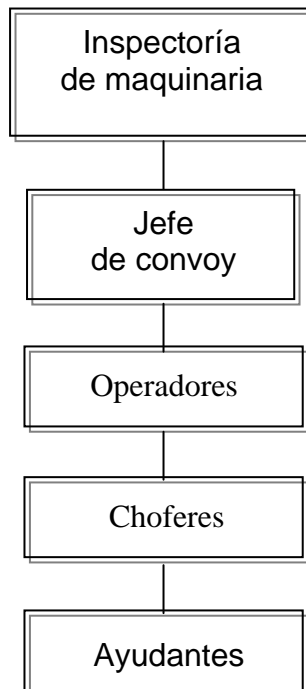 Inspectoría
de maquinaria
Jefe
de convoy
Operadores
Choferes
Ayudantes